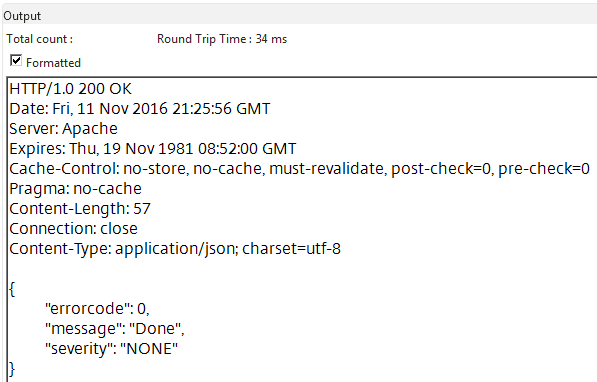 Output
Total count : Round Trip Time : 34 ms
Formatted
HTTP/1.0 200 OK
Date: Fri, 11 Nov 2016 21:25:56 GMT
Server: Apache
Expires: Thu, 19 Nov 1981 08:52:00 GMT
Cache-Control: no-store, no-cache, must-revalidate, post-check=0, pre-check=0
Pragma: no-cache
Content-Length: 57
Connection: close
Content-Type: application/json; charset=utf-8
{
"errorcode": 0,
"message": "Done",
"severity": "NONE"
}